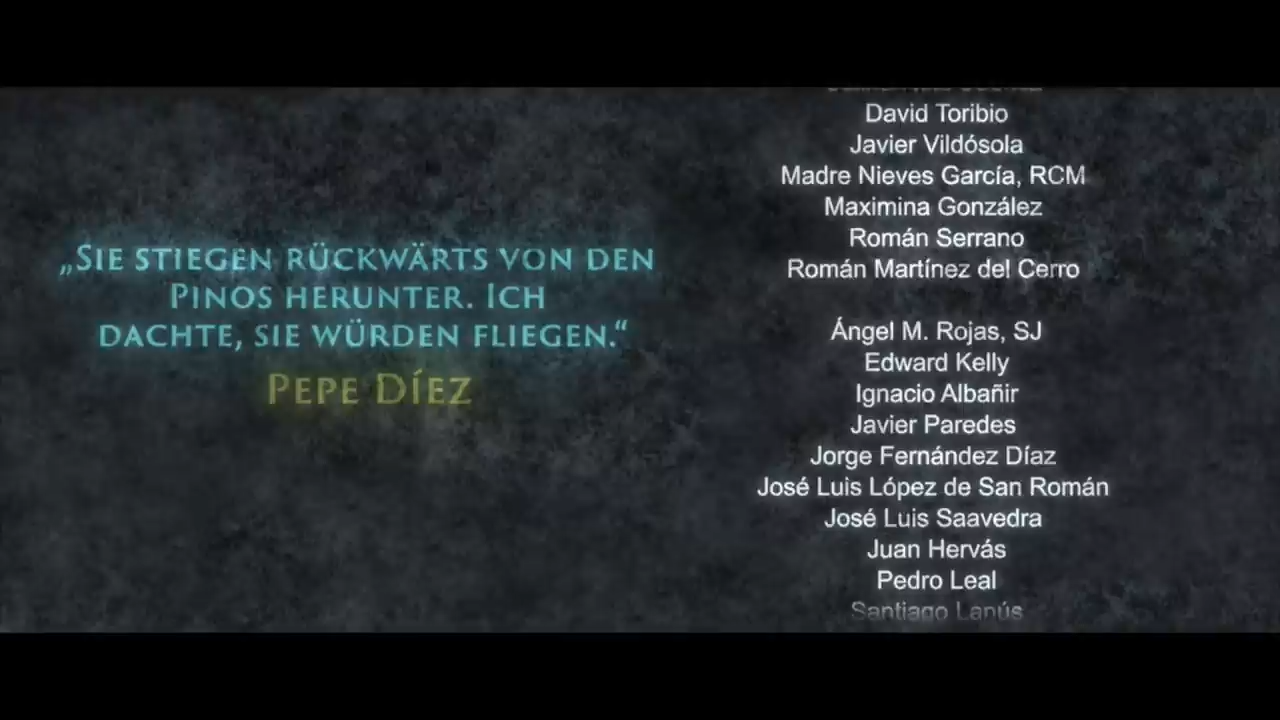 „Sie stiegen rückwärts von den
Pinos herunter. Ich
dachte, sie würden fliegen.“
Pepe Díez
David Toribio
Javier Vildósola
Madre Nieves García, RCM
Maximina González
Román Serrano
Román Martínez del Cerro
Ángel M. Rojas, SJ
Edward Kelly
Ignacio Albañir
Javier Paredes
Jorge Fernández Díaz
José Luis López de San Román
José Luis Saavedra
Juan Hervás
Pedro Leal
Santiago Lanús